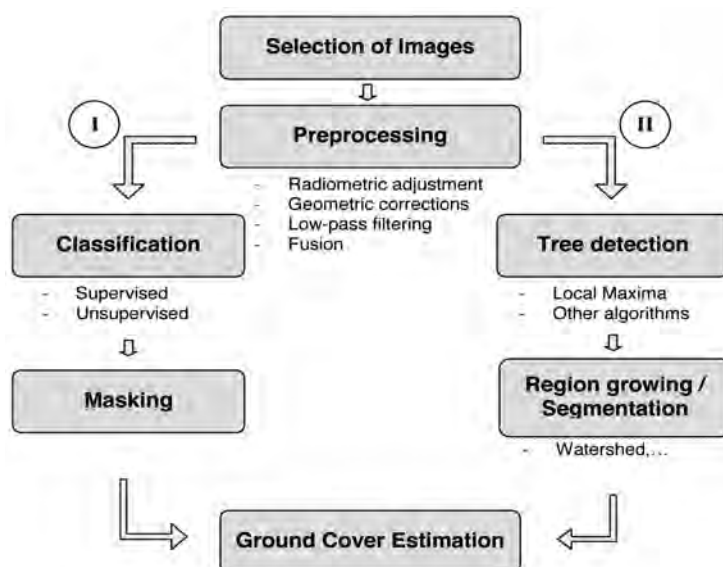 Selection of Images
I
II
Preprocessing
- Radiometric adjustment
- Geometric corrections
- Low-pass filtering
- Fusion
Classification
- Supervised
- Unsupervised
Masking
Tree detection
- Local Maxima
- Other algorithms
Region growing /
Segmentation
- Watershed,…
Ground Cover Estimation